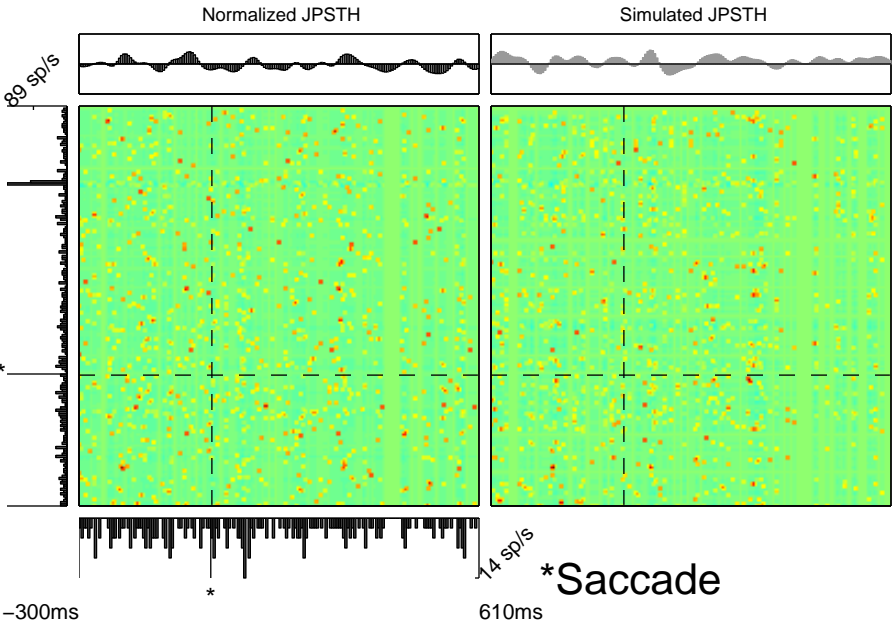 Normalized JPSTH
Simulated JPSTH
89 sp/s
*
14 sp/s
*Saccade
*
−300ms
610ms